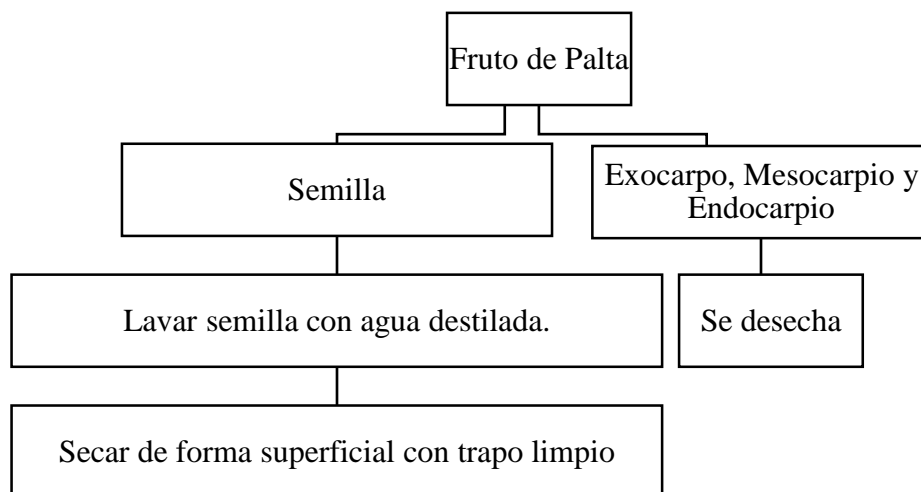 Fruto de Palta
Semilla
Exocarpo, Mesocarpio y
Endocarpio
Lavar semilla con agua destilada.
Se desecha
Secar de forma superficial con trapo limpio